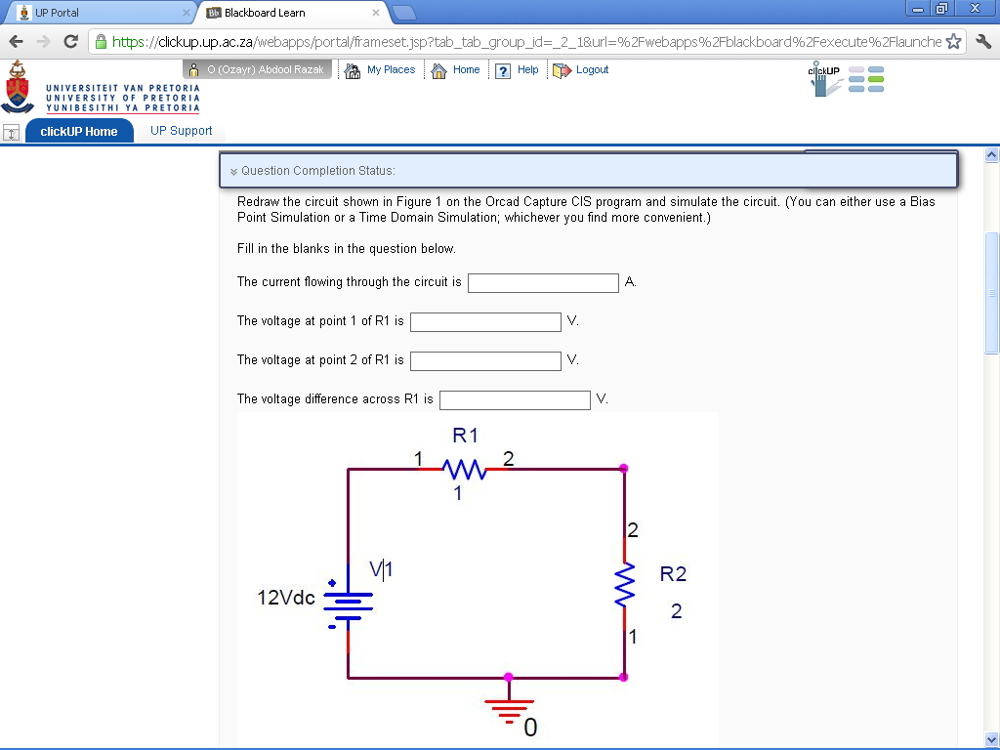 UP Portal
Bb Blackboard Learn
https://clickup.up.ac.za/webapps/portal/frameset.jsp?tab_tab_group_id=_2_1&url=%2Fwebapps%2Fblackboard%2Fexecute%2Flaunche
O (Ozayr) Abdool Razak
My Places
Home
? Help
Logout
clickUP
UNIVERSITEIT VAN PRETORIA
UNIVERSITY OF PRETORIA
YUNIBESITHI YA PRETORIA
clickUP Home
UP Support
Question Completion Status:
Redraw the circuit shown in Figure 1 on the Orcad Capture CIS program and simulate the circuit. (You can either use a Bias
Point Simulation or a Time Domain Simulation; whichever you find more convenient.)
Fill in the blanks in the question below.
The current flowing through the circuit is A.
The voltage at point 1 of R1 is V.
The voltage at point 2 of R1 is V.
The voltage difference across R1 is V.
R1
1 2
1
2
V1
R2
12Vdc
2
1
0